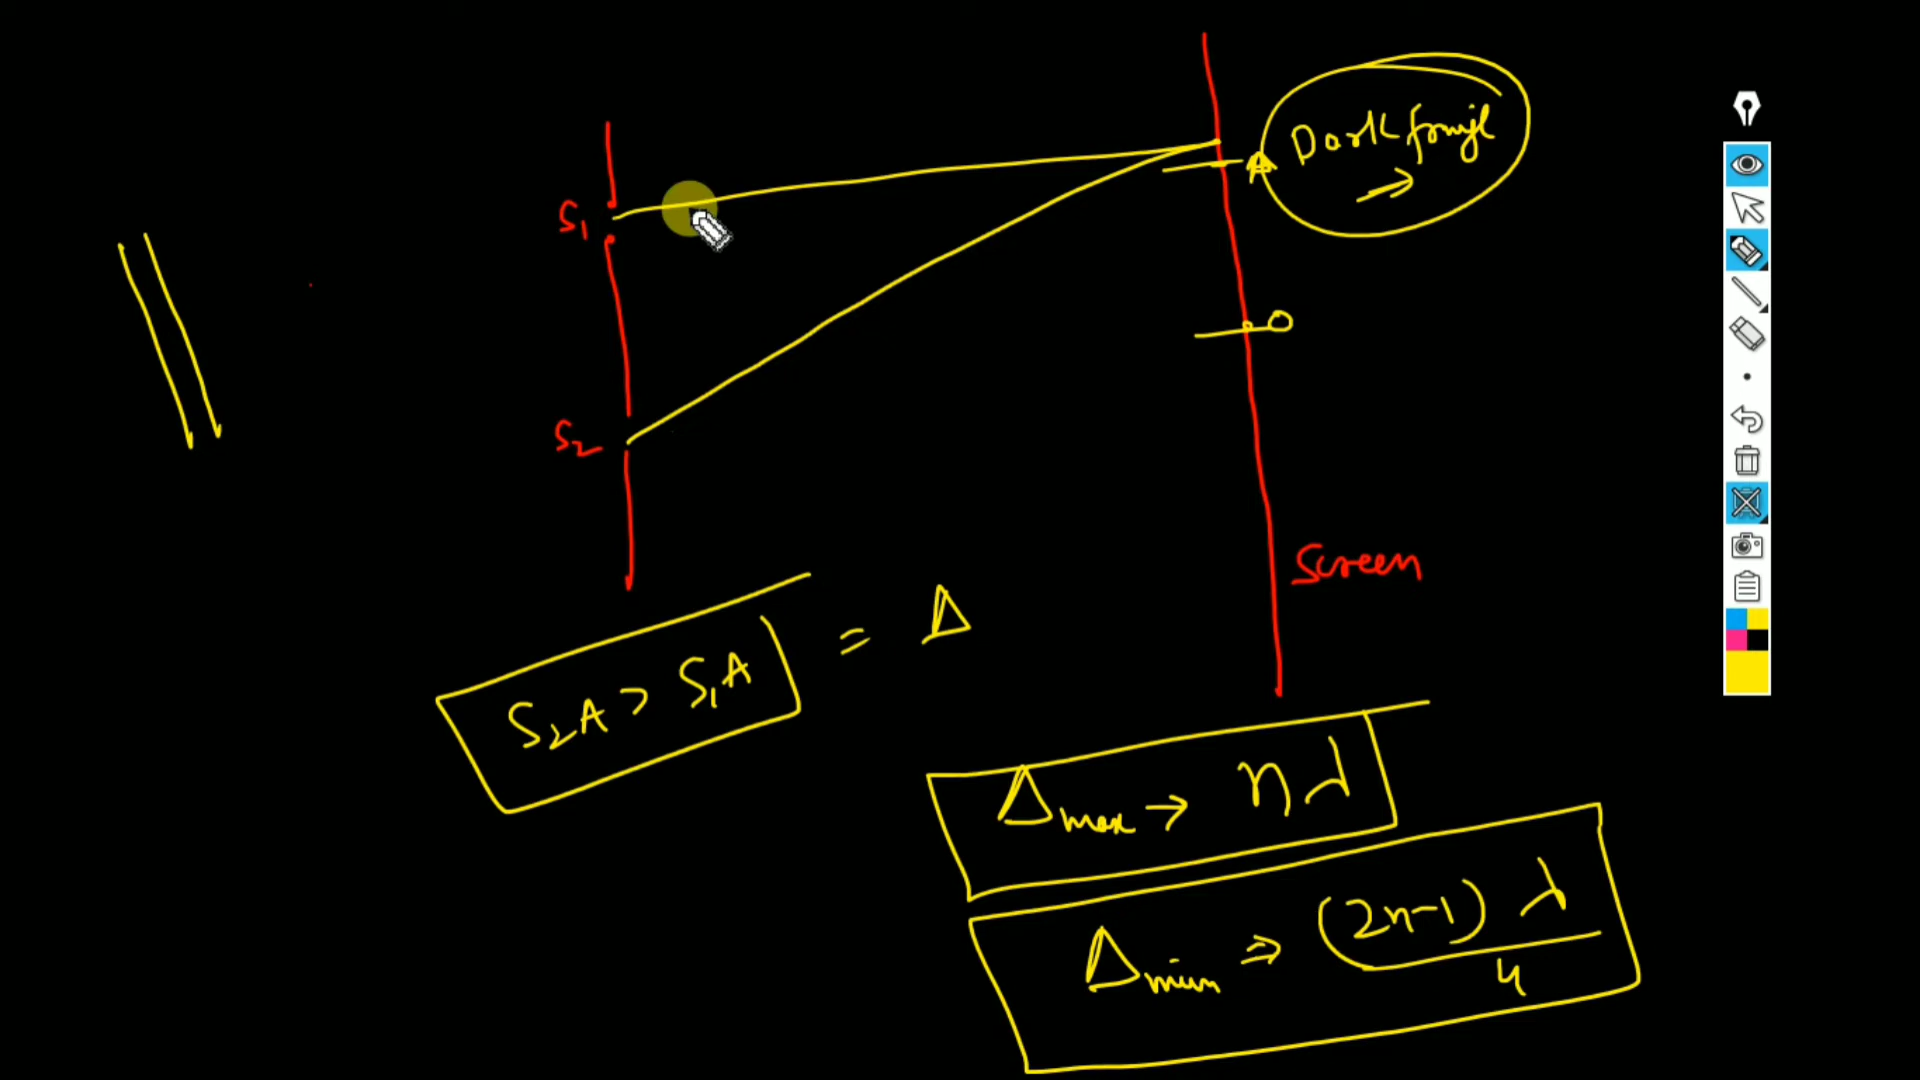 Dark fringe
→
S₁
A
O
S₂
Screen
S₂A > S₁A = Δ
Δmax → nλ
Δmin ⇒ (2n-1) λ
4